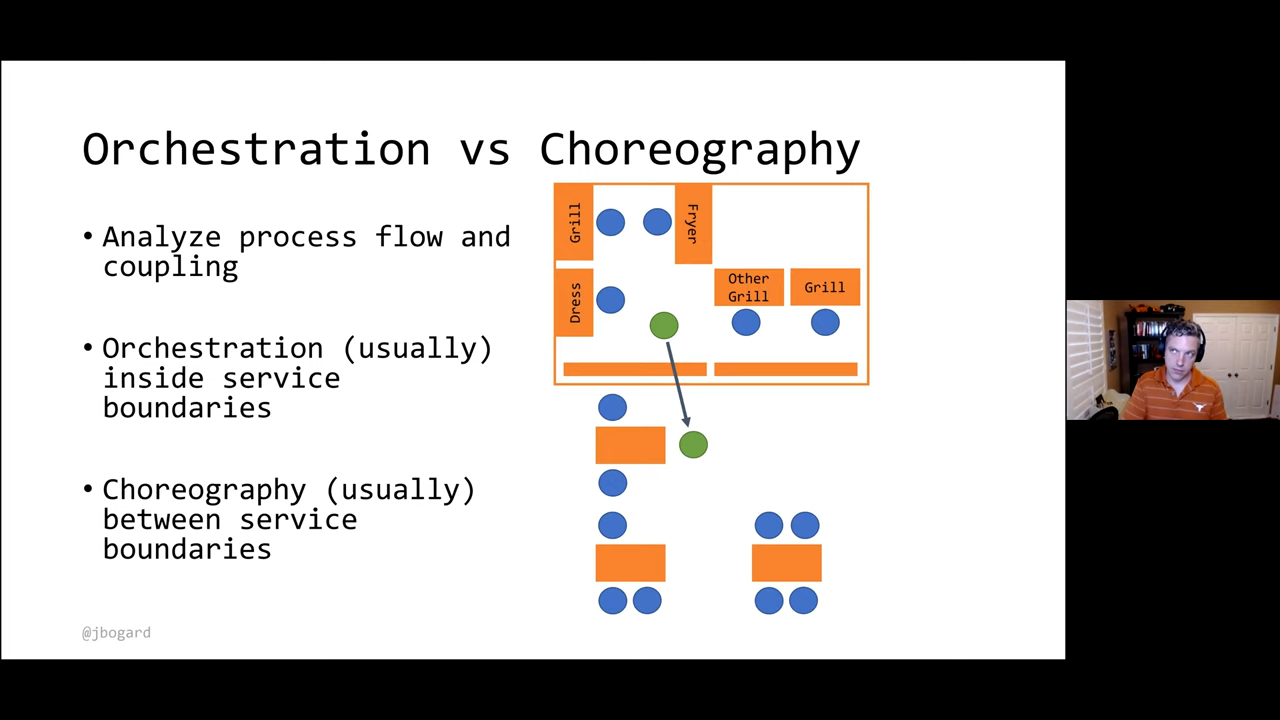 Orchestration vs Choreography
• Analyze process flow and
coupling
• Orchestration (usually)
inside service
boundaries
• Choreography (usually)
between service
boundaries
Grill
Fryer
Dress
Other
Grill
Grill
@jbogard